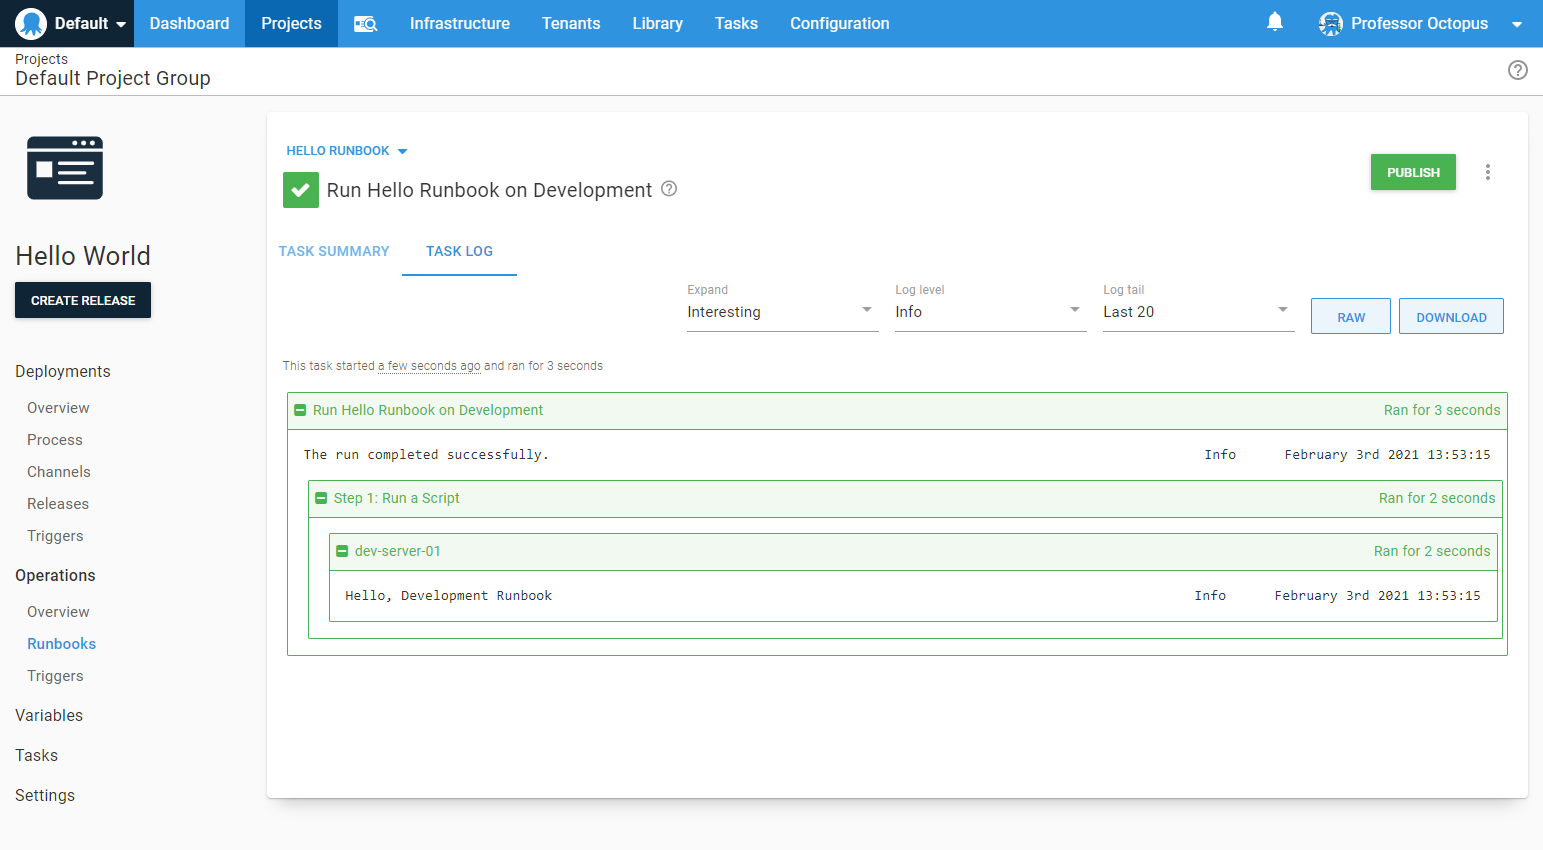 Default Dashboard Projects Infrastructure Tenants Library Tasks Configuration Professor Octopus
Projects
Default Project Group
HELLO RUNBOOK
PUBLISH
Run Hello Runbook on Development
Hello World
TASK SUMMARY TASK LOG
CREATE RELEASE
Expand Log level Log tail
Interesting Info Last 20 RAW DOWNLOAD
This task started a few seconds ago and ran for 3 seconds
Deployments
Overview
Process
Channels
Releases
Triggers
Operations
Overview
Runbooks
Triggers
Variables
Tasks
Settings
Run Hello Runbook on Development Ran for 3 seconds
The run completed successfully. Info February 3rd 2021 13:53:15
Step 1: Run a Script Ran for 2 seconds
dev-server-01 Ran for 2 seconds
Hello, Development Runbook Info February 3rd 2021 13:53:15